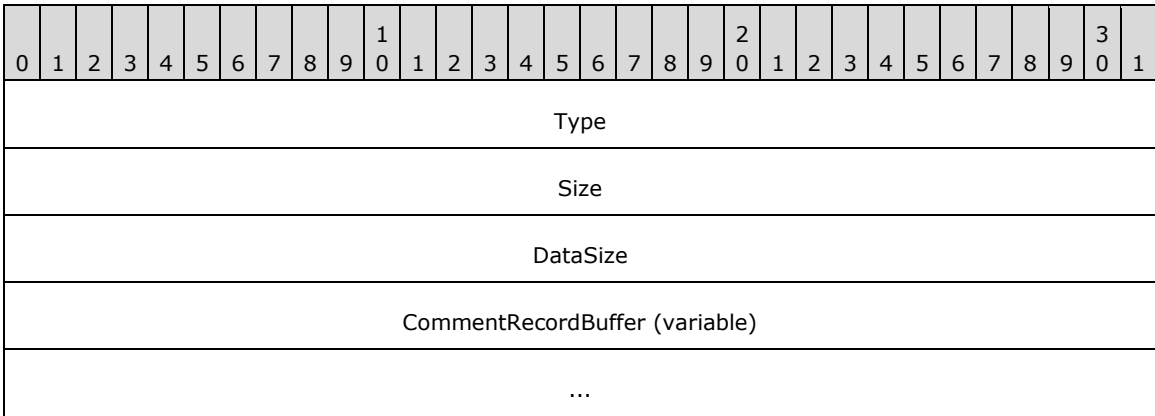 1 2 3
0 1 2 3 4 5 6 7 8 9 0 1 2 3 4 5 6 7 8 9 0 1 2 3 4 5 6 7 8 9 0 1
Type
Size
DataSize
CommentRecordBuffer (variable)
...